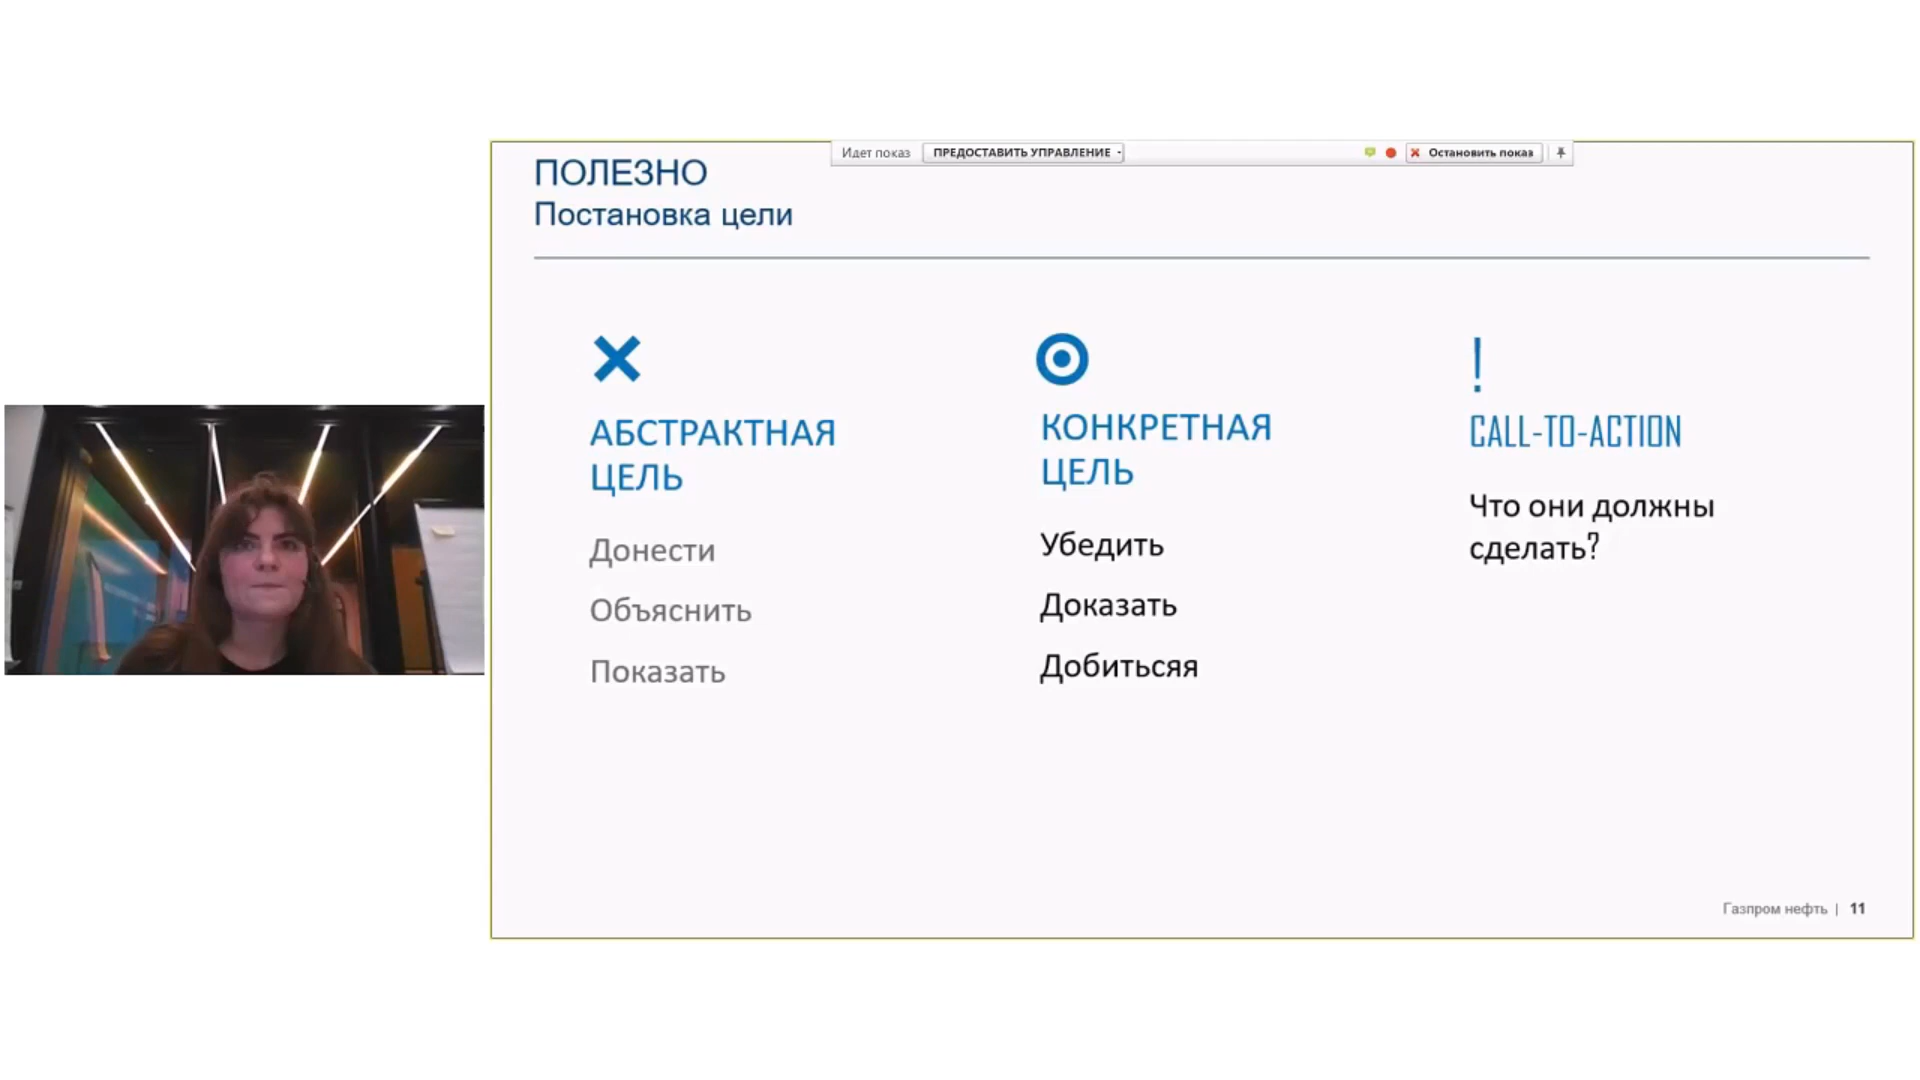 Идет показ
ПРЕДОСТАВИТЬ УПРАВЛЕНИЕ
Остановить показ
ПОЛЕЗНО
Постановка цели
АБСТРАКТНАЯ
ЦЕЛЬ
Донести
Объяснить
Показать
КОНКРЕТНАЯ
ЦЕЛЬ
Убедить
Доказать
Добитьсяя
!
CALL-TO-ACTION
Что они должны
сделать?
Газпром нефть | 11